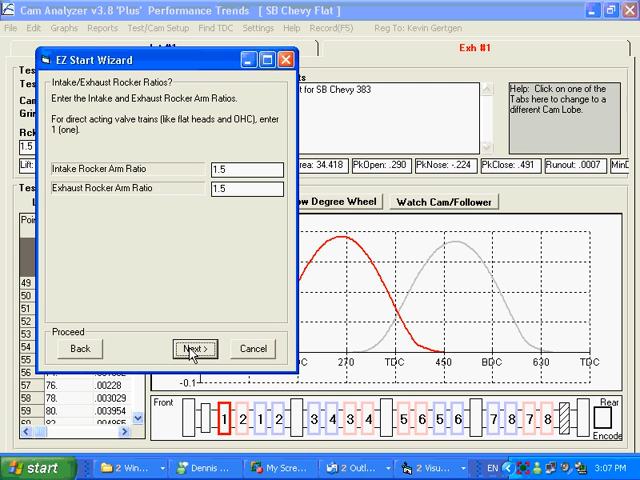 Cam Analyzer v3.8 'Plus' Performance Trends [ SB Chevy Flat ]
File Edit Graphs Reports Test/Cam Setup Find TDC Settings Help Record(F5) Reg To: Kevin Gertgen
Exh #1
EZ Start Wizard
Intake/Exhaust Rocker Ratios?
Enter the Intake and Exhaust Rocker Arm Ratios.
For direct acting valve trains (like flat heads and OHC), enter
1 (one).
Intake Rocker Arm Ratio 1.5
Exhaust Rocker Arm Ratio 1.5
Proceed
Back Next > Cancel
t for SB Chevy 383
Help: Click on one of the
Tabs here to change to a
different Cam Lobe.
1.5
Lift:
Area: 34.418 PkOpen: .290 PkNose: -.224 PkClose: .491 Runout: .0007
ow Degree Wheel Watch Cam/Follower
49
50
51
52
53
54
55
56
57 76. .00228
58 78. .003029
59 80. .003954
270 TDC 450 BDC 630 TDC
-0.1
Front 1 2 1 2 3 4 3 4 5 6 5 6 7 8 7 8 Rear
Encode
start 2 Win... Dennis ... My Scre... 2 Outl... 2 Visu... EN 3:07 PM